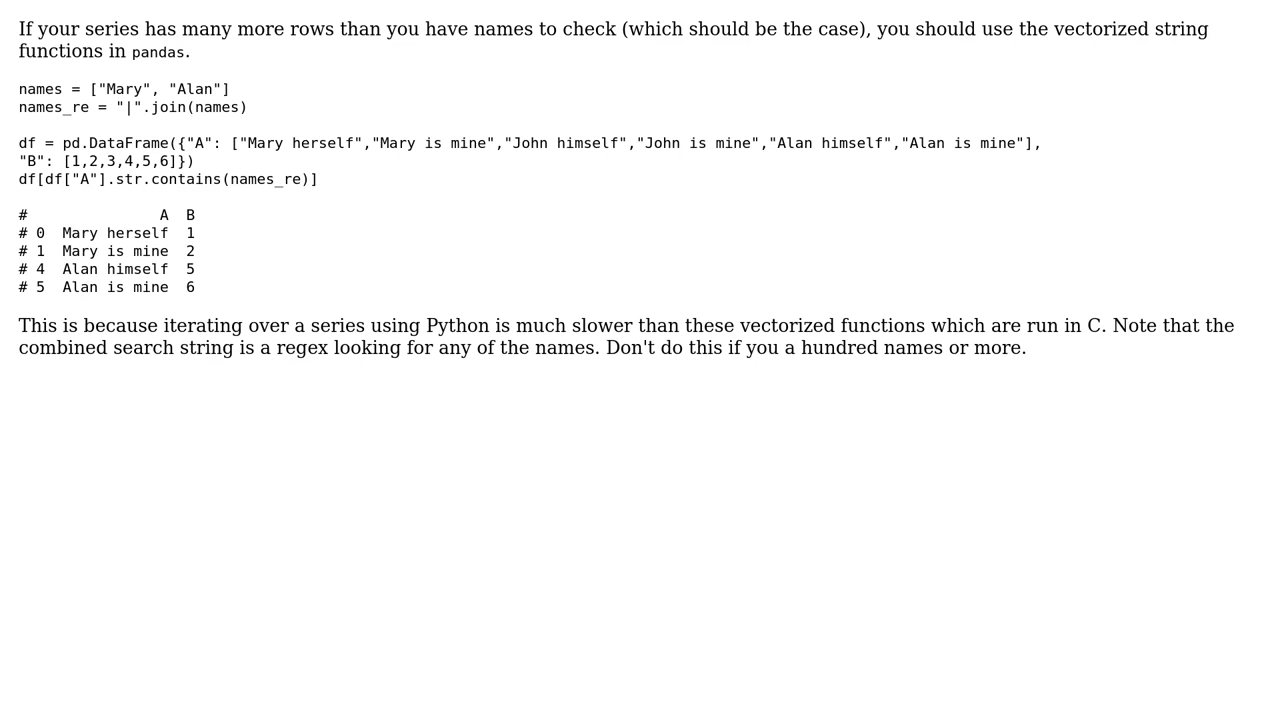 If your series has many more rows than you have names to check (which should be the case), you should use the vectorized string
functions in pandas.
names = ["Mary", "Alan"]
names_re = "|".join(names)
df = pd.DataFrame({"A": ["Mary herself","Mary is mine","John himself","John is mine","Alan himself","Alan is mine"],
"B": [1,2,3,4,5,6]})
df[df["A"].str.contains(names_re)]
#               A  B
# 0  Mary herself  1
# 1  Mary is mine  2
# 4  Alan himself  5
# 5  Alan is mine  6
This is because iterating over a series using Python is much slower than these vectorized functions which are run in C. Note that the
combined search string is a regex looking for any of the names. Don't do this if you a hundred names or more.